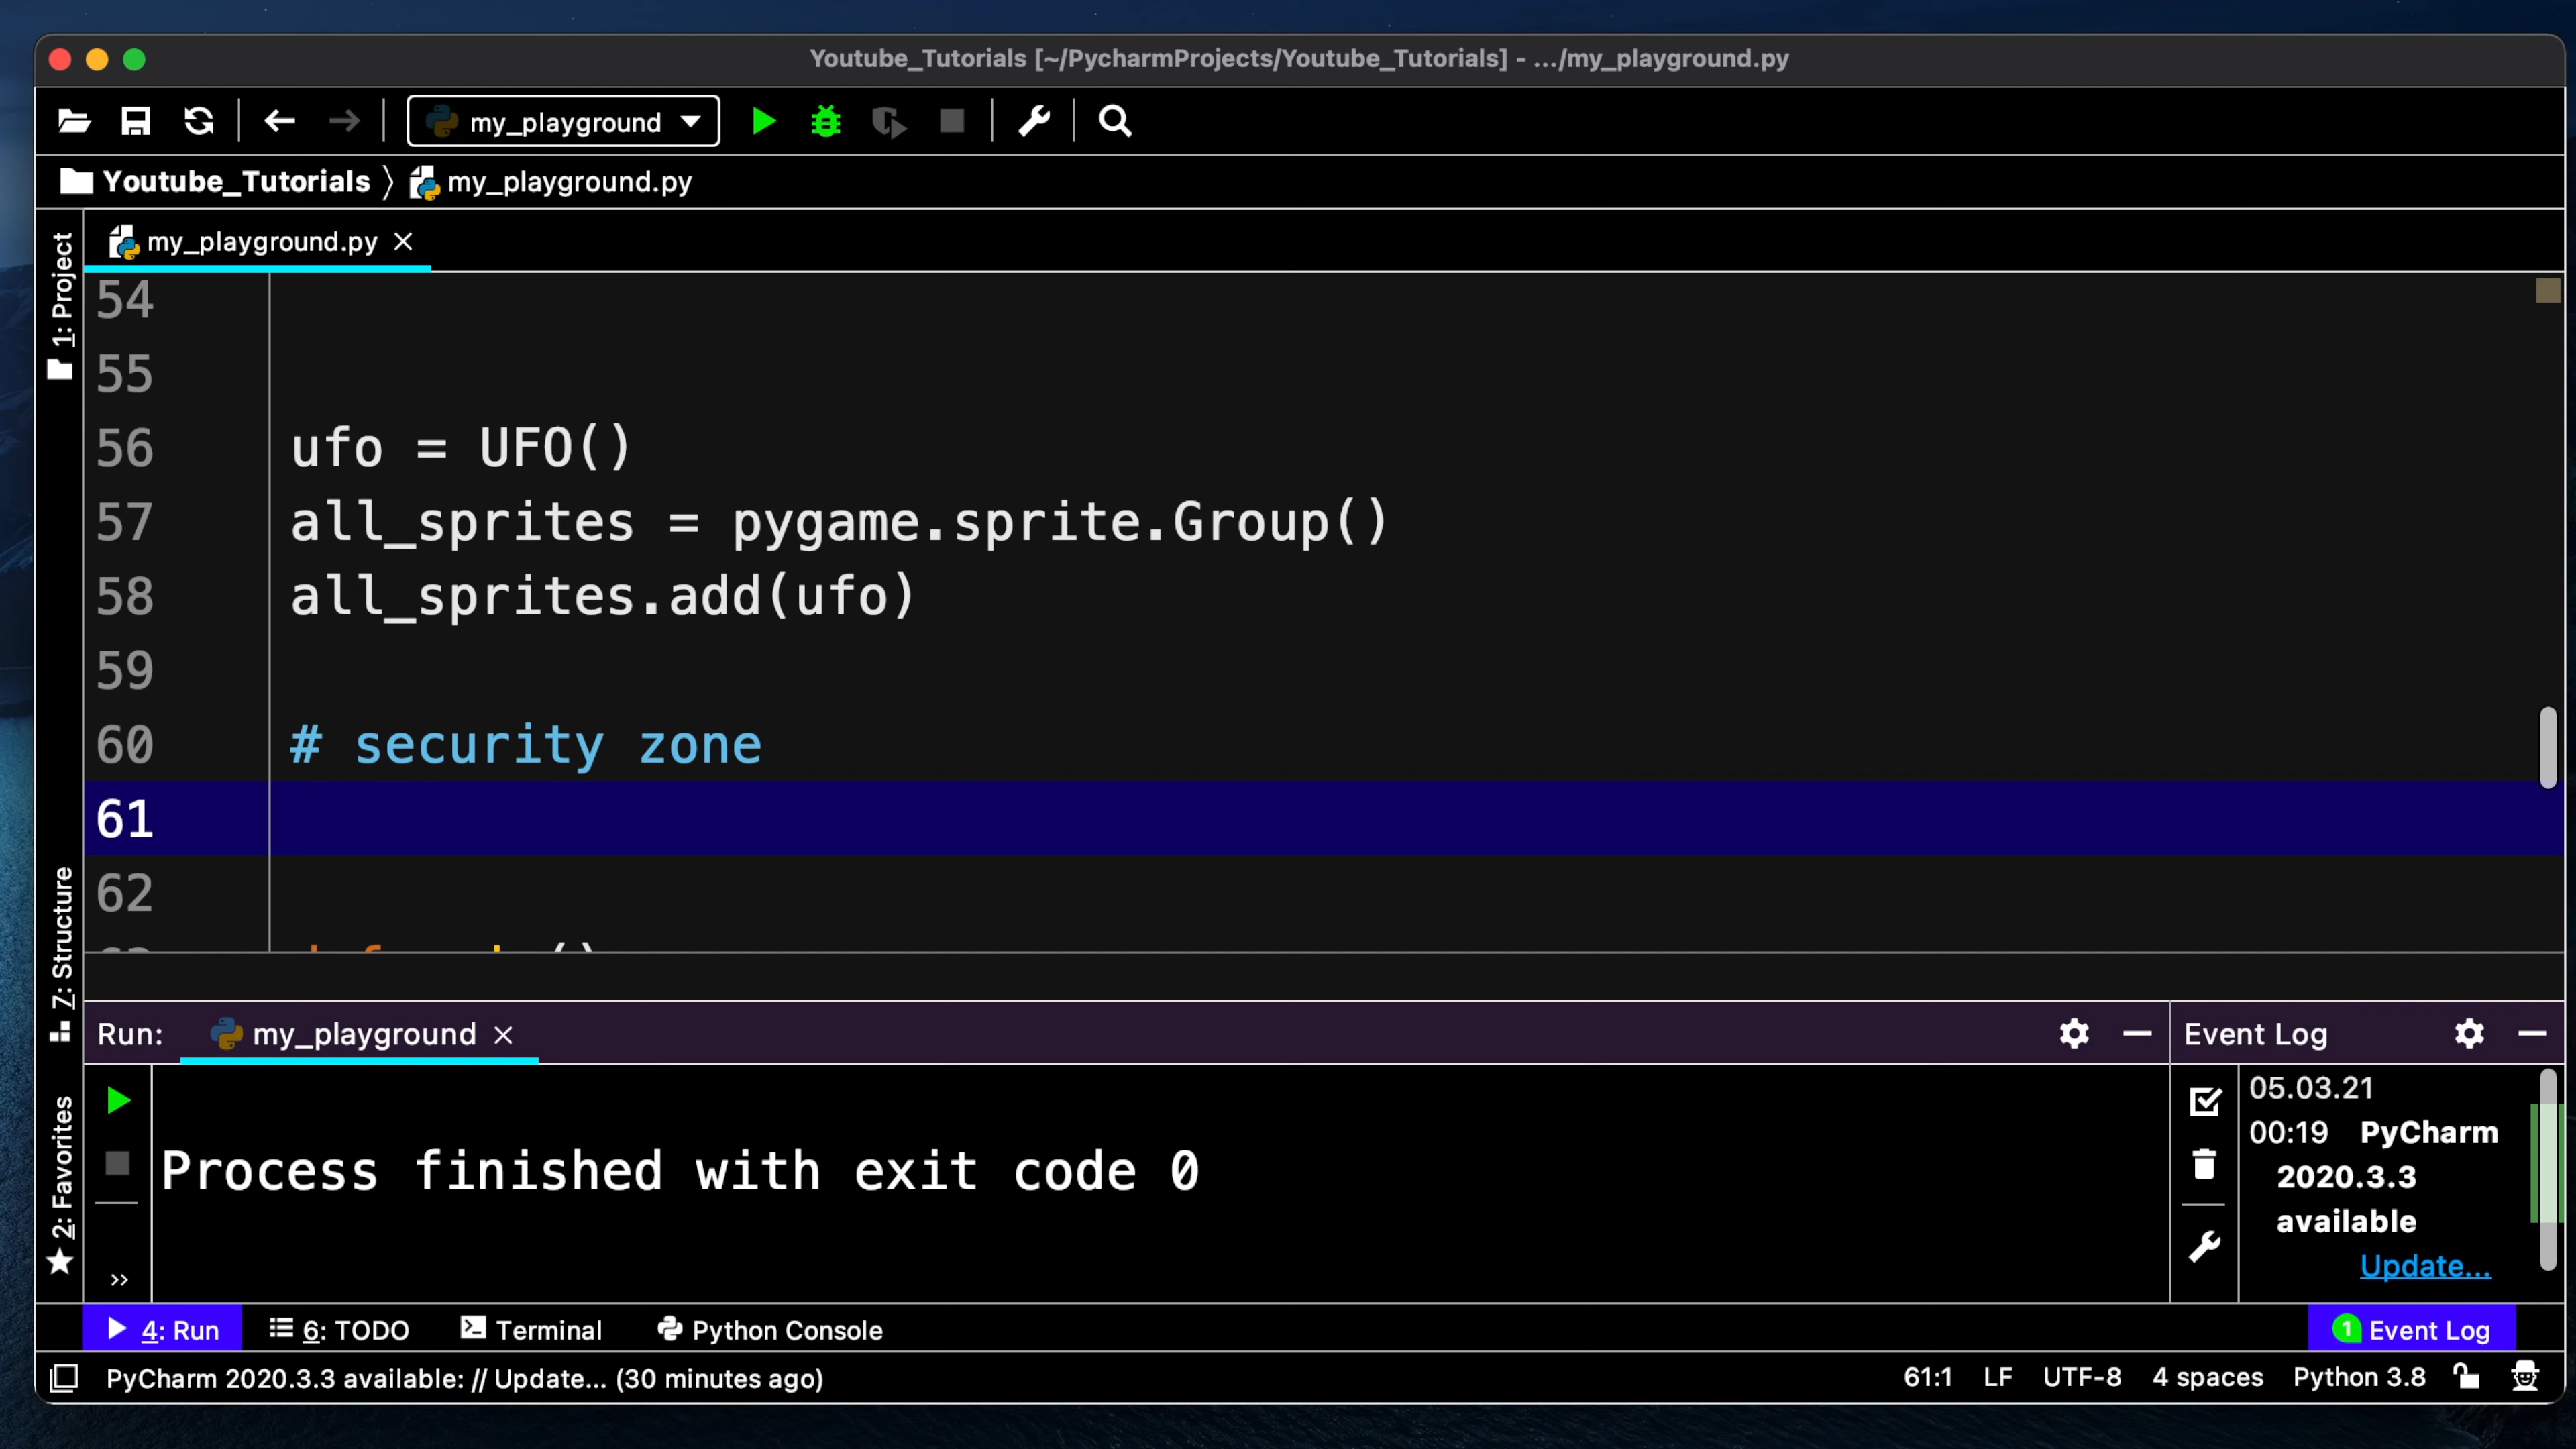 Youtube_Tutorials [~/PycharmProjects/Youtube_Tutorials] - .../my_playground.py
my_playground
Youtube_Tutorials
my_playground.py
my_playground.py
1: Project
7: Structure
2: Favorites
54
55
56 ufo = UFO()
57 all_sprites = pygame.sprite.Group()
58 all_sprites.add(ufo)
59
60 # security zone
61
62
Run: my_playground
Event Log
Process finished with exit code 0
05.03.21
00:19 PyCharm
2020.3.3
available
Update...
4: Run 6: TODO Terminal Python Console 1 Event Log
PyCharm 2020.3.3 available: // Update... (30 minutes ago) 61:1 LF UTF-8 4 spaces Python 3.8